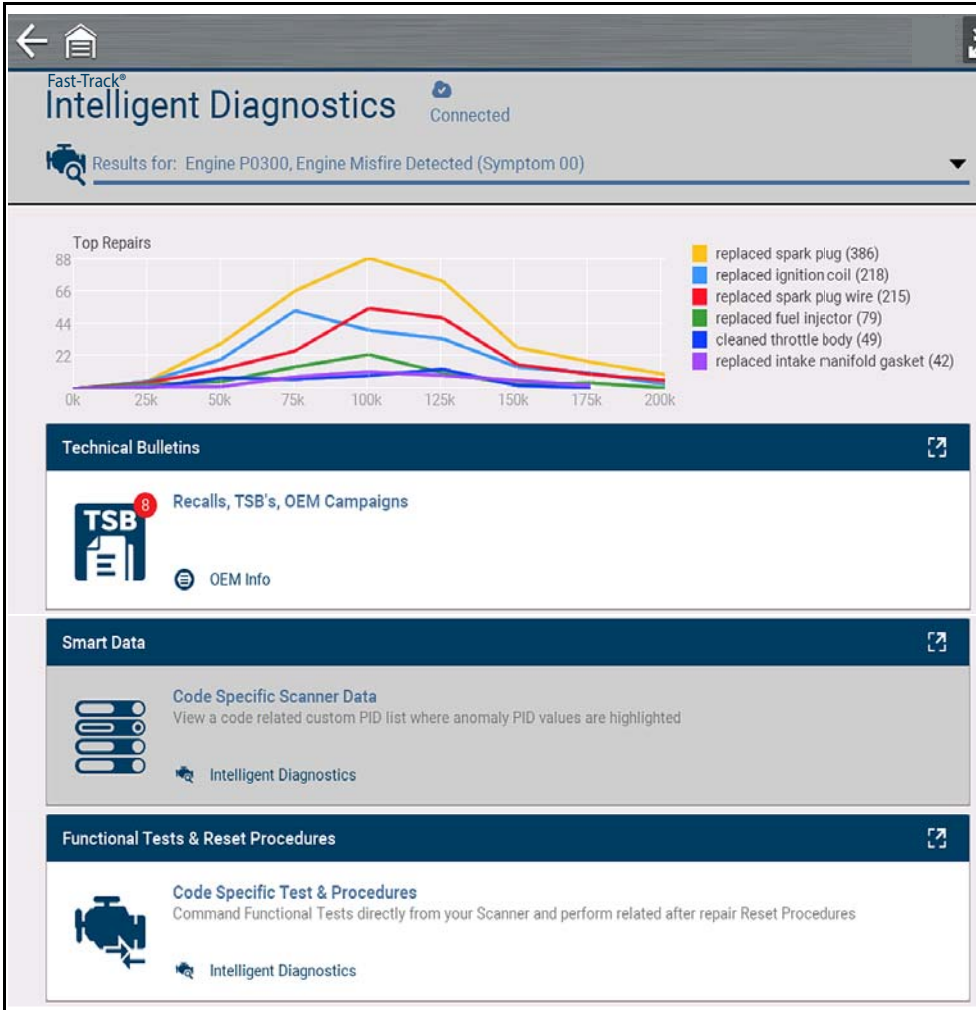 Fast-Track®
Intelligent Diagnostics
Connected
Results for: Engine P0300, Engine Misfire Detected (Symptom 00)
Top Repairs
88
66
44
22
0k 25k 50k 75k 100k 125k 150k 175k 200k
replaced spark plug (386)
replaced ignition coil (218)
replaced spark plug wire (215)
replaced fuel injector (79)
cleaned throttle body (49)
replaced intake manifold gasket (42)
Technical Bulletins
TSB
8
Recalls, TSB's, OEM Campaigns
OEM Info
Smart Data
Code Specific Scanner Data
View a code related custom PID list where anomaly PID values are highlighted
Intelligent Diagnostics
Functional Tests & Reset Procedures
Code Specific Test & Procedures
Command Functional Tests directly from your Scanner and perform related after repair Reset Procedures
Intelligent Diagnostics